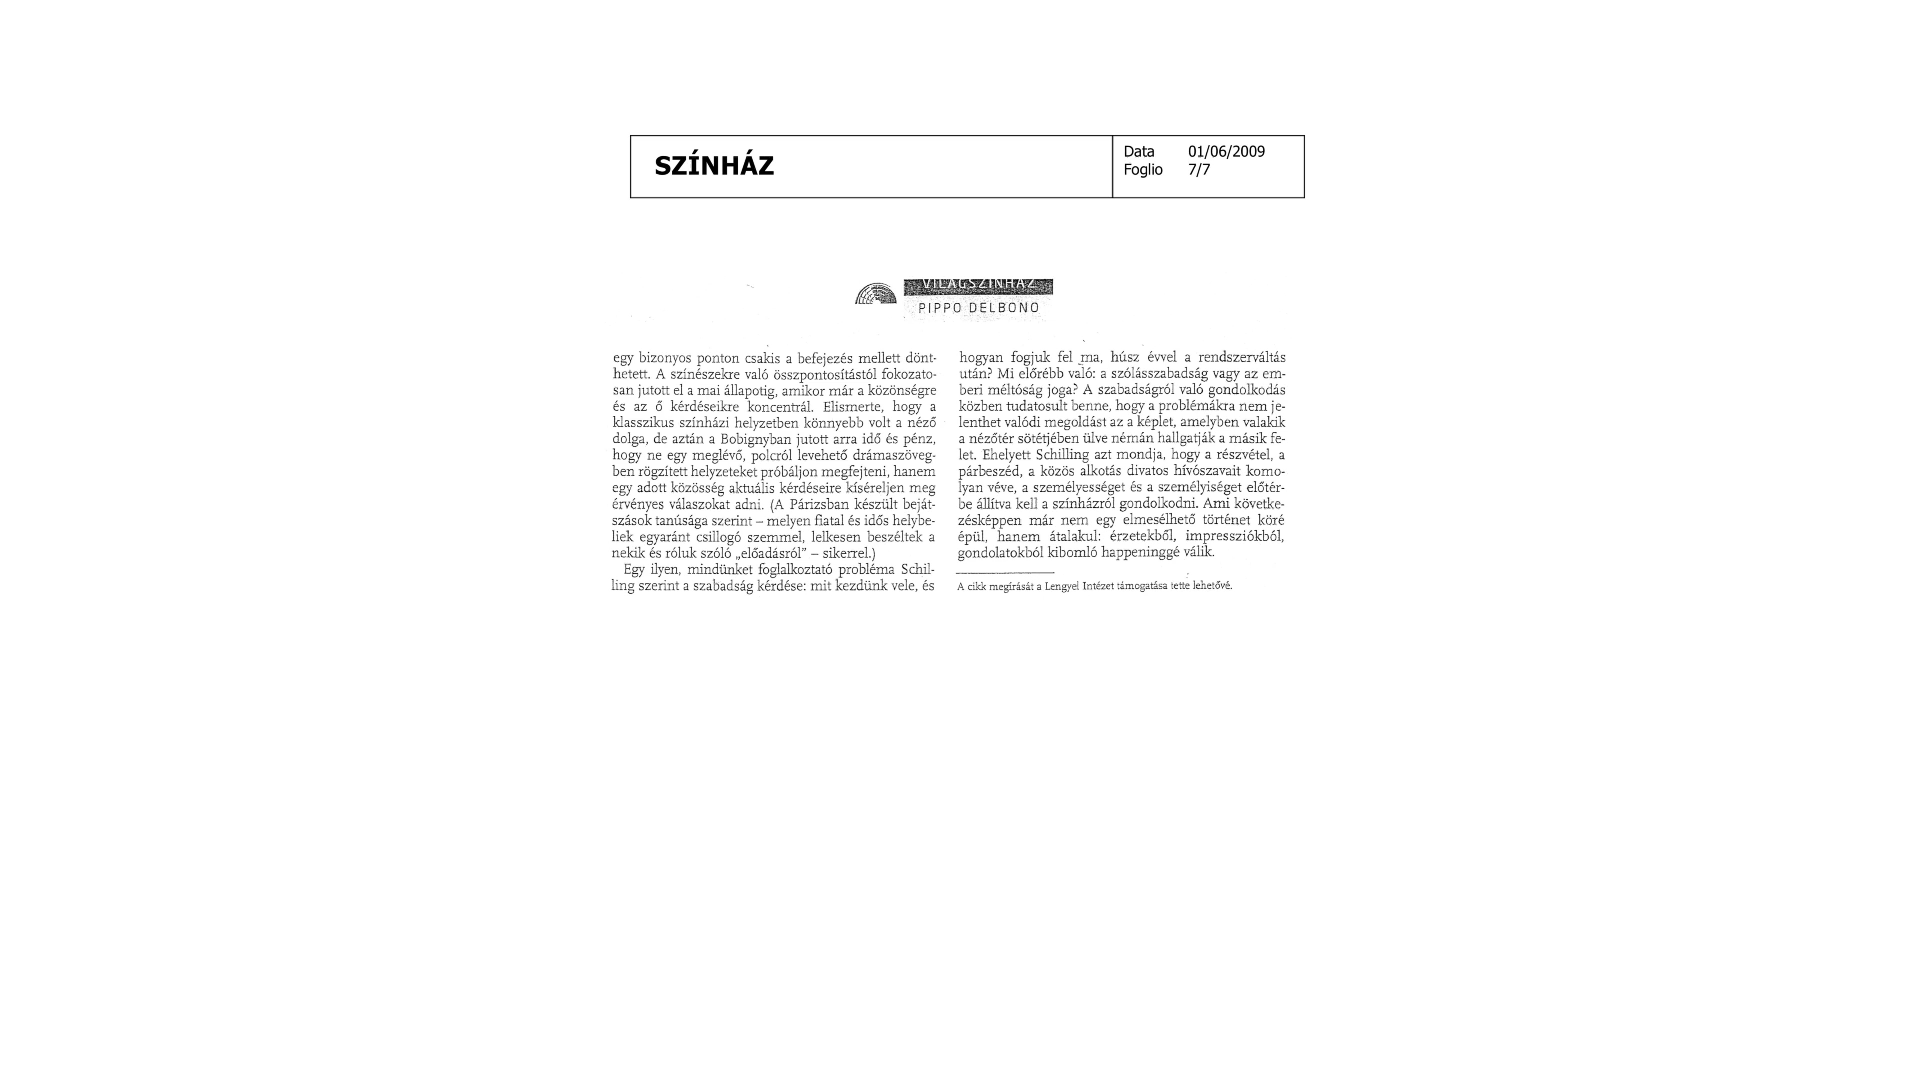 SZÍNHÁZ
Data 01/06/2009
Foglio 7/7
VILÁGSZÍNHÁZ
PIPPO DELBONO
egy bizonyos ponton csakis a befejezés mellett dönt-
hetett. A színészekre való összpontosítástól fokozato-
san jutott el a mai állapotig, amikor már a közönségre
és az ő kérdéseikre koncentrál. Elismerte, hogy a
klasszikus színházi helyzetben könnyebb volt a néző
dolga, de aztán a Bobignyban jutott arra idő és pénz,
hogy ne egy meglévő, polcról levehető drámaszöveg-
ben rögzített helyzeteket próbáljon megfejteni, hanem
egy adott közösség aktuális kérdéseire kíséreljen meg
érvényes válaszokat adni. (A Párizsban készült beját-
szások tanúsága szerint – melyen fiatal és idős helybe-
liek egyaránt csillogó szemmel, lelkesen beszéltek a
nekik és róluk szóló „előadásról” – sikerrel.)
Egy ilyen, mindünket foglalkoztató probléma Schil-
ling szerint a szabadság kérdése: mit kezdünk vele, és
hogyan fogjuk fel ma, húsz évvel a rendszerváltás
után? Mi előrébb való: a szólásszabadság vagy az em-
beri méltóság joga? A szabadságról való gondolkodás
közben tudatosult benne, hogy a problémákra nem je-
lenthet valódi megoldást az a képlet, amelyben valakik
a nézőtér sötétjében ülve némán hallgatják a másik fe-
let. Ehelyett Schilling azt mondja, hogy a részvétel, a
párbeszéd, a közös alkotás divatos hívószavait komo-
lyan véve, a személyességet és a személyiséget előtér-
be állítva kell a színházról gondolkodni. Ami követke-
zésképpen már nem egy elmesélhető történet köré
épül, hanem átalakul: érzetekből, impressziókból,
gondolatokból kibomló happeninggé válik.
A cikk megírását a Lengyel Intézet támogatása tette lehetővé.